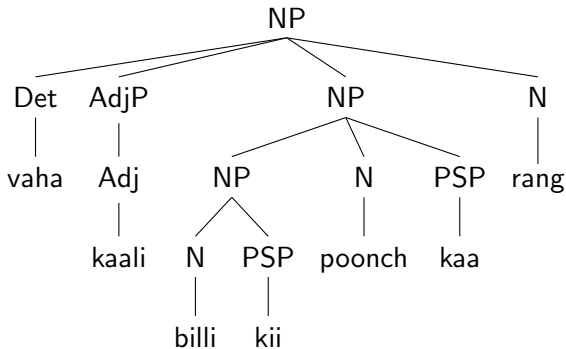 NP
Det AdjP NP N
vaha Adj NP N PSP rang
kaali N PSP poonch kaa
billi kii